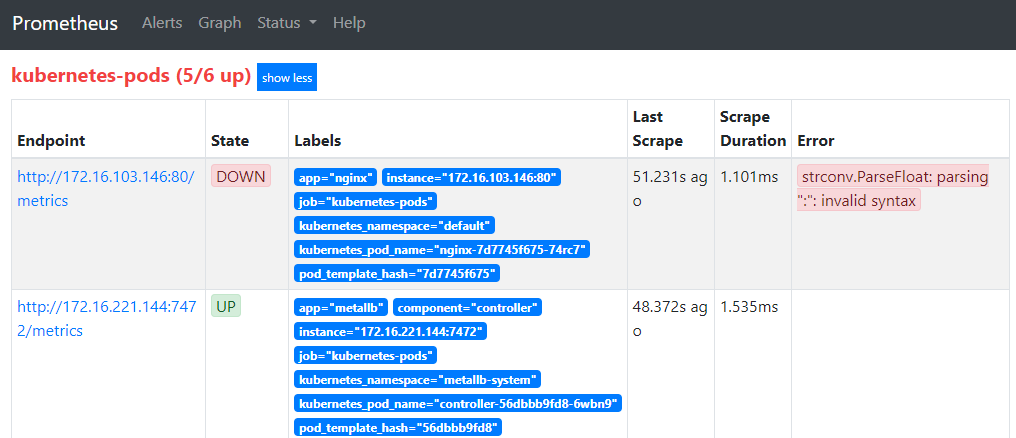 Prometheus Alerts Graph Status Help
kubernetes-pods (5/6 up) show less
Endpoint State Labels Last Scrape Scrape Duration Error
http://172.16.103.146:80/
metrics
DOWN
app="nginx" instance="172.16.103.146:80"
job="kubernetes-pods"
kubernetes_namespace="default"
kubernetes_pod_name="nginx-7d7745f675-74rc7"
pod_template_hash="7d7745f675"
51.231s ag
o
1.101ms
strconv.ParseFloat: parsing
":": invalid syntax
http://172.16.221.144:747
2/metrics
UP
app="metallb" component="controller"
instance="172.16.221.144:7472"
job="kubernetes-pods"
kubernetes_namespace="metallb-system"
kubernetes_pod_name="controller-56dbbb9fd8-6wbn9"
pod_template_hash="56dbbb9fd8"
48.372s ag
o
1.535ms